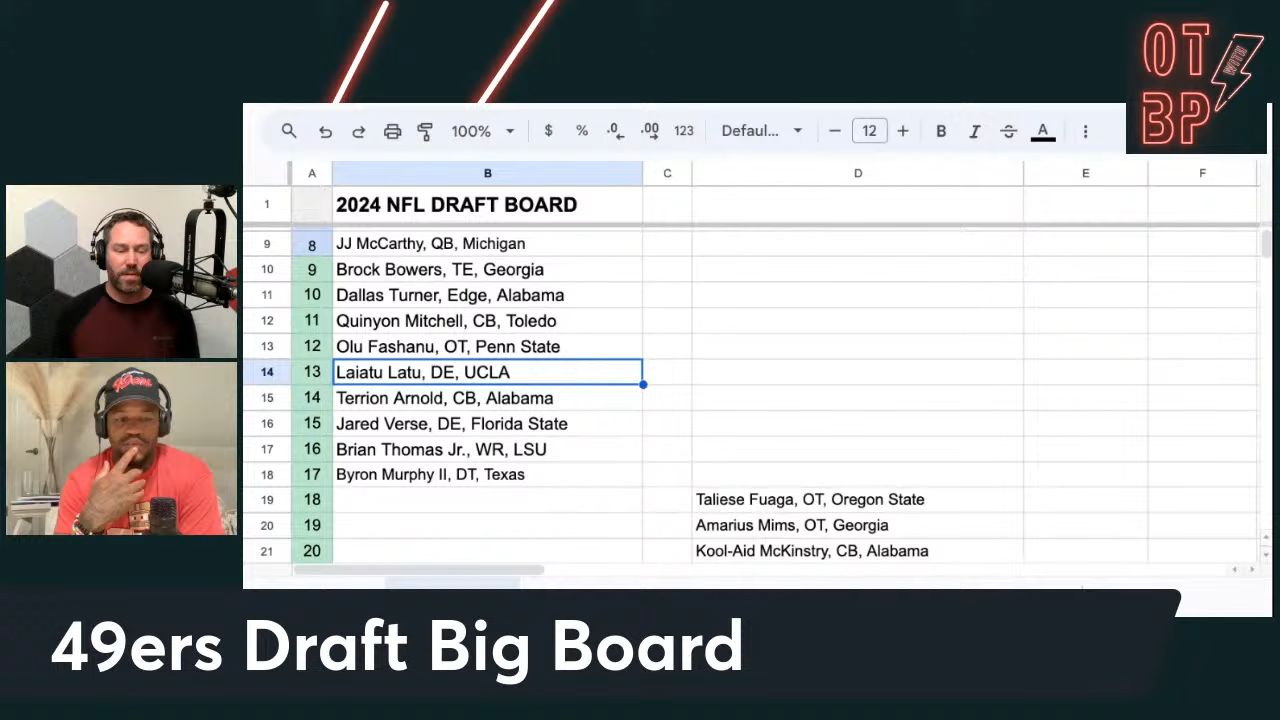 OT
WITH
BP
100%
$
%
.0
.00
123
Defaul...
12
B
I
S
A
A B C D E F
1 2024 NFL DRAFT BOARD
9 8 JJ McCarthy, QB, Michigan
10 9 Brock Bowers, TE, Georgia
11 10 Dallas Turner, Edge, Alabama
12 11 Quinyon Mitchell, CB, Toledo
13 12 Olu Fashanu, OT, Penn State
14 13 Laiatu Latu, DE, UCLA
15 14 Terrion Arnold, CB, Alabama
16 15 Jared Verse, DE, Florida State
17 16 Brian Thomas Jr., WR, LSU
18 17 Byron Murphy II, DT, Texas
19 18 Taliese Fuaga, OT, Oregon State
20 19 Amarius Mims, OT, Georgia
21 20 Kool-Aid McKinstry, CB, Alabama
49ers Draft Big Board